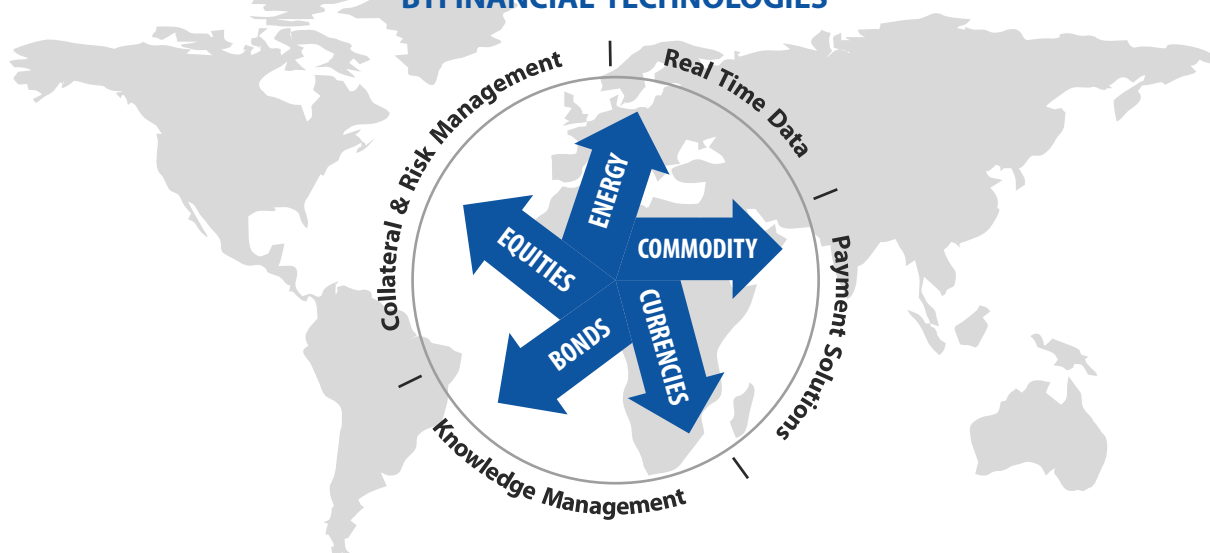 BY FINANCIAL TECHNOLOGIES
Collateral & Risk Management
Real Time Data
Payment Solutions
Knowledge Management
ENERGY
COMMODITY
CURRENCIES
BONDS
EQUITIES